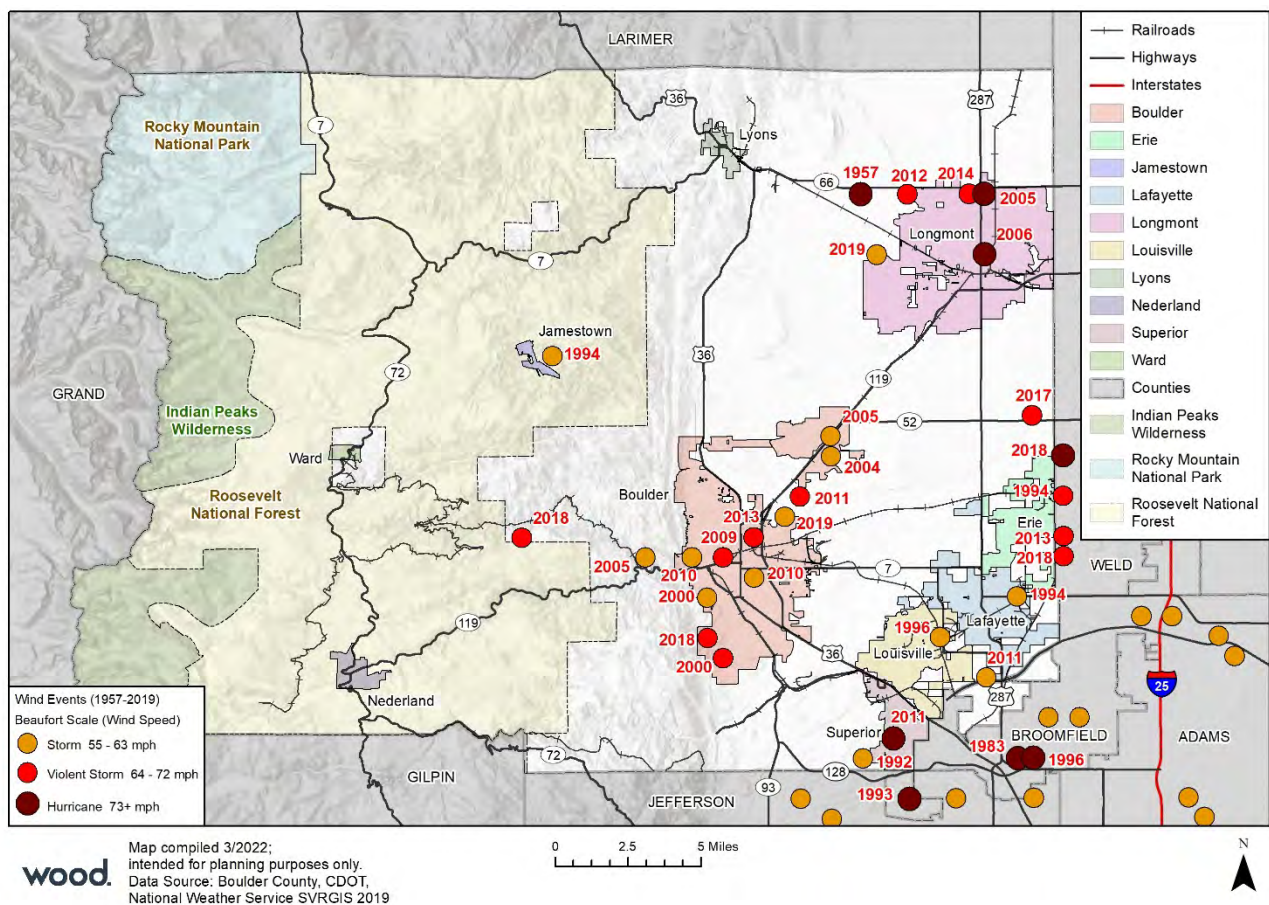 LARIMER
Rocky Mountain
National Park
7
36
287
Lyons
66
1957
2012
2014
2005
Longmont
2006
2019
7
Jamestown
1994
36
72
119
GRAND
Indian Peaks
Wilderness
2017
2005
52
2004
2018
Ward
Boulder
2011
1994
Roosevelt
National Forest
2018
2013
2019
Erie
2013
2009
2018
WELD
2005
2010
2010
7
2000
1994
119
1996
Lafayette
2018
36
Louisville
2000
2011
25
Nederland
287
2011
Superior
BROOMFIELD
ADAMS
1983
1996
72
1992
128
GILPIN
93
1993
JEFFERSON
Railroads
Highways
Interstates
Boulder
Erie
Jamestown
Lafayette
Longmont
Louisville
Lyons
Nederland
Superior
Ward
Counties
Indian Peaks
Wilderness
Rocky Mountain
National Park
Roosevelt National
Forest
Wind Events (1957-2019)
Beaufort Scale (Wind Speed)
Storm 55 - 63 mph
Violent Storm 64 - 72 mph
Hurricane 73+ mph
wood.
Map compiled 3/2022;
intended for planning purposes only.
Data Source: Boulder County, CDOT,
National Weather Service SVRGIS 2019
0 2.5 5 Miles
N